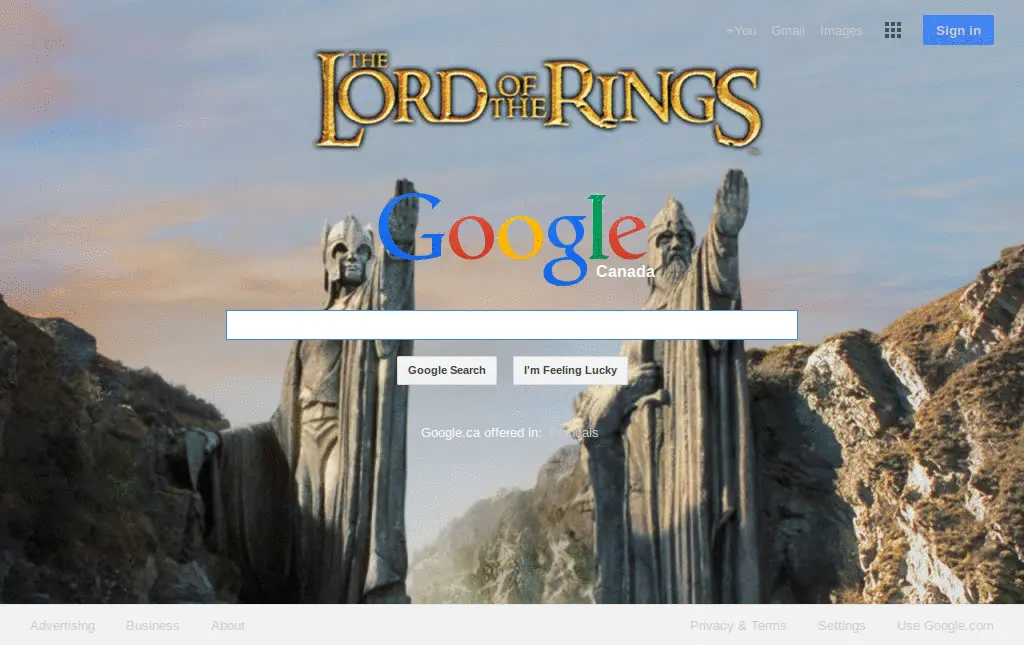 +You Gmail Images Sign in
THE LORD OF THE RINGS
Google
Canada
Google Search I'm Feeling Lucky
Google.ca offered in: Français
Advertising Business About Privacy & Terms Settings Use Google.com